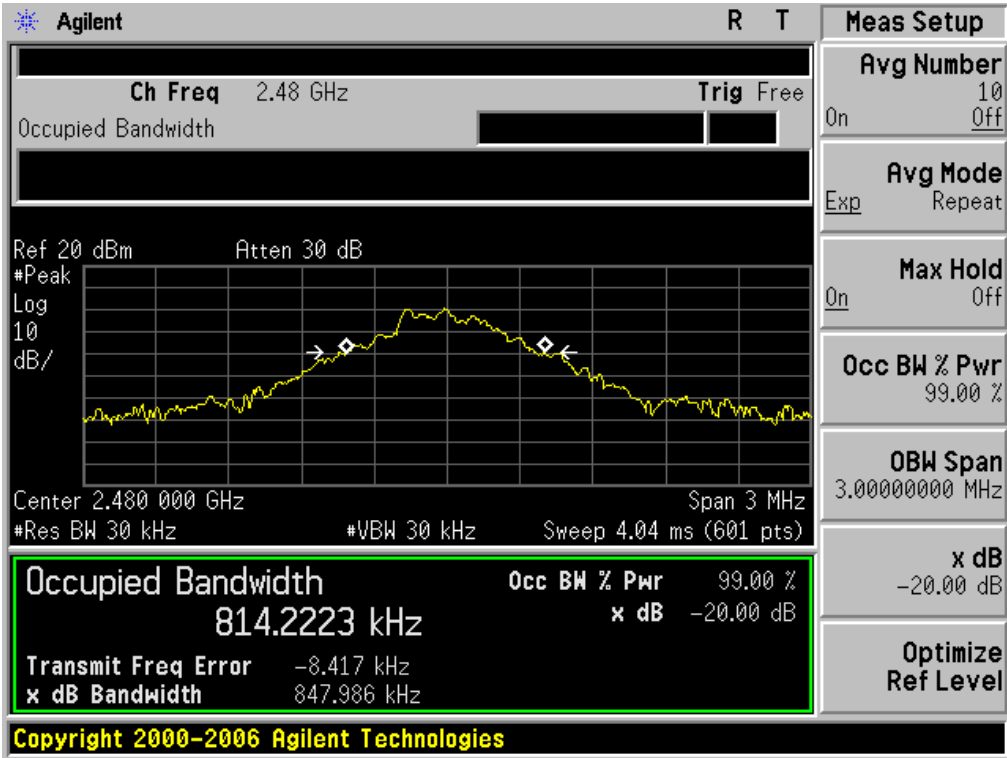 Agilent R T
Ch Freq 2.48 GHz Trig Free
Occupied Bandwidth
Ref 20 dBm Atten 30 dB
#Peak
Log
10
dB/
Center 2.480 000 GHz Span 3 MHz
#Res BW 30 kHz #VBW 30 kHz Sweep 4.04 ms (601 pts)
Occupied Bandwidth Occ BW % Pwr 99.00 %
814.2223 kHz x dB -20.00 dB
Transmit Freq Error -8.417 kHz
x dB Bandwidth 847.986 kHz
Copyright 2000-2006 Agilent Technologies
Meas Setup
Avg Number
10
On Off
Avg Mode
Exp Repeat
Max Hold
On Off
Occ BW % Pwr
99.00 %
OBW Span
3.00000000 MHz
x dB
-20.00 dB
Optimize
Ref Level